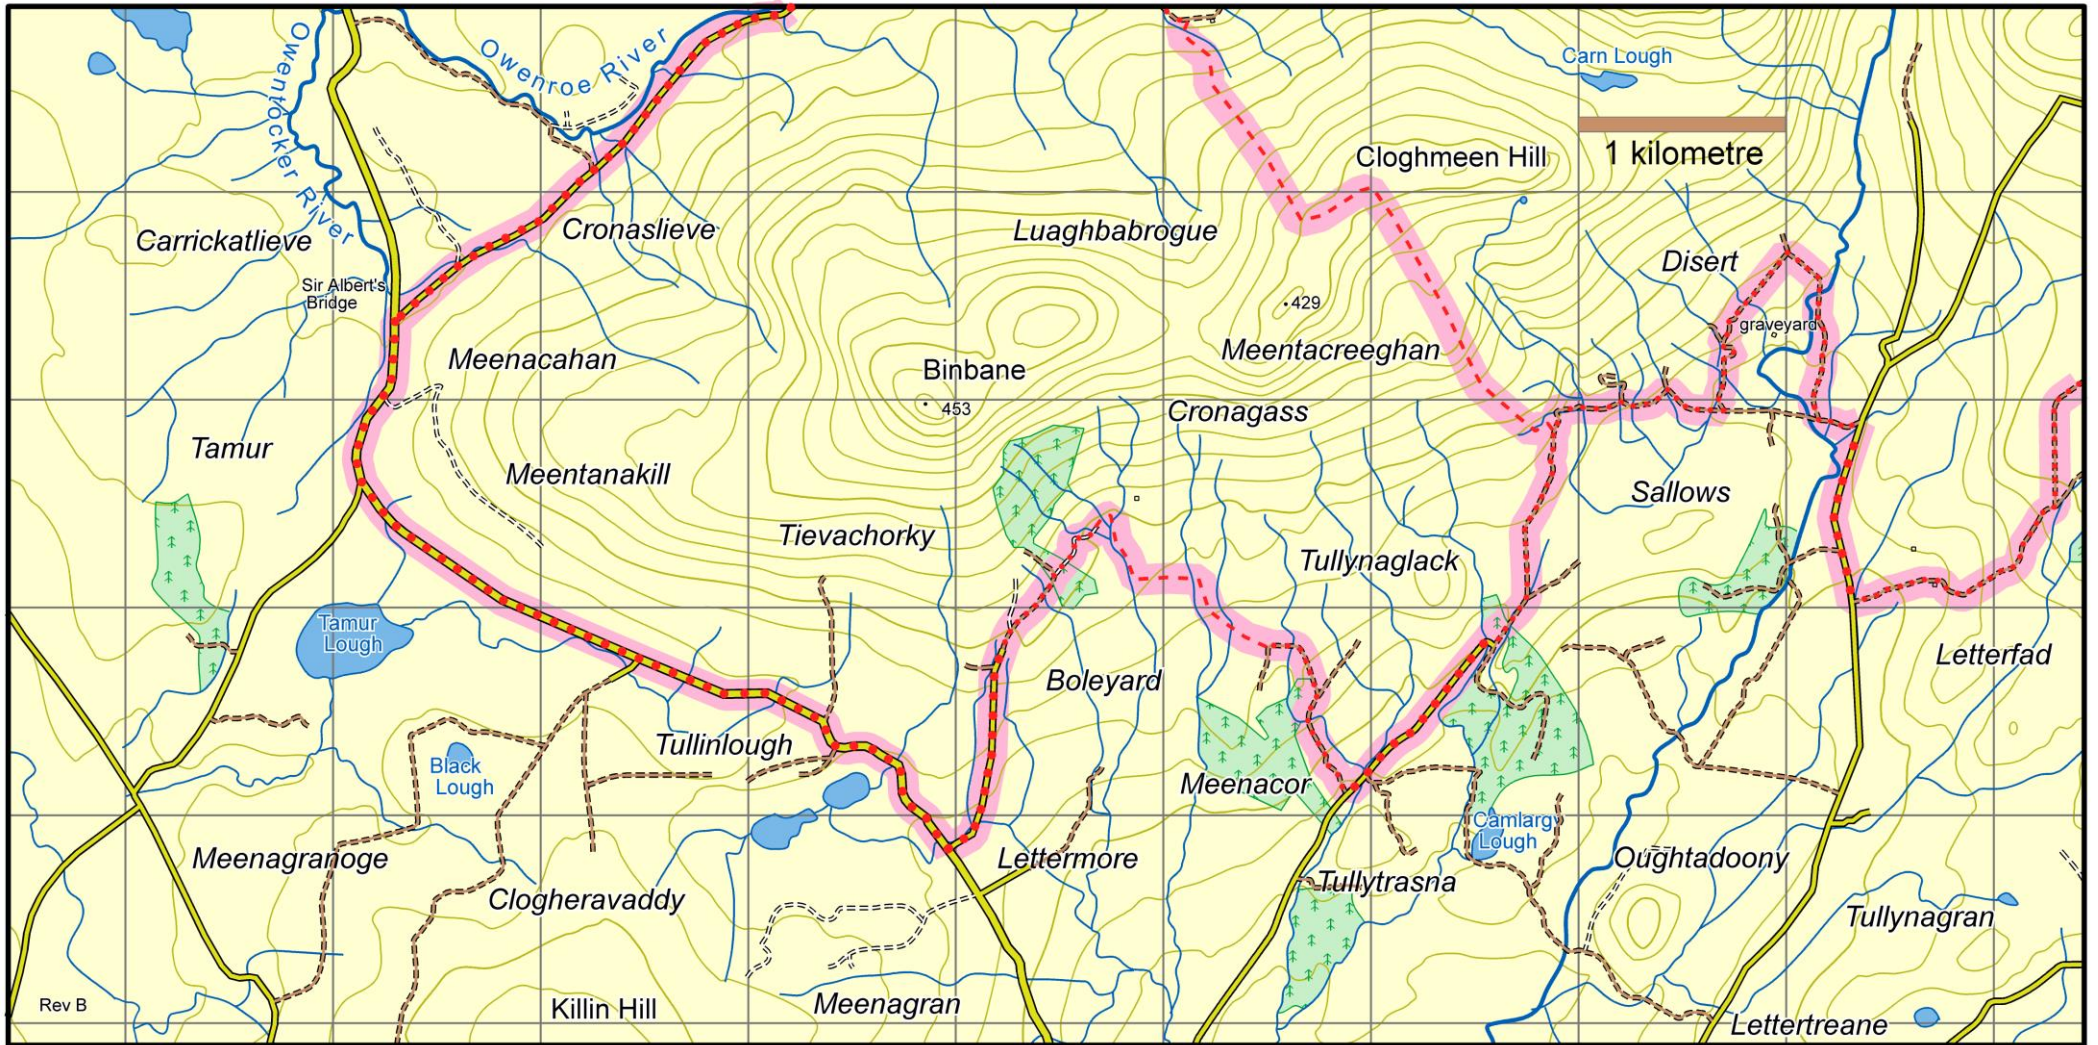 Owenroe River
Carn Lough
Owentocker River
1 kilometre
Cloghmeen Hill
Carrickatlieve
Cronaslieve
Luaghbabrogue
Disert
Sir Albert's
Bridge
429
graveyard
Meenacahan
Meentacreeghan
Binbane
453
Cronagass
Tamur
Meentanakill
Sallows
Tievachorky
Tullynaglack
Tamur
Lough
Letterfad
Boleyard
Tullinlough
Black
Lough
Meenacor
Camlargy
Lough
Meenagranoge
Lettermore
Oughtadoony
Tullytrasna
Clogheravaddy
Tullynagran
Rev B
Killin Hill
Meenagran
Lettertreane